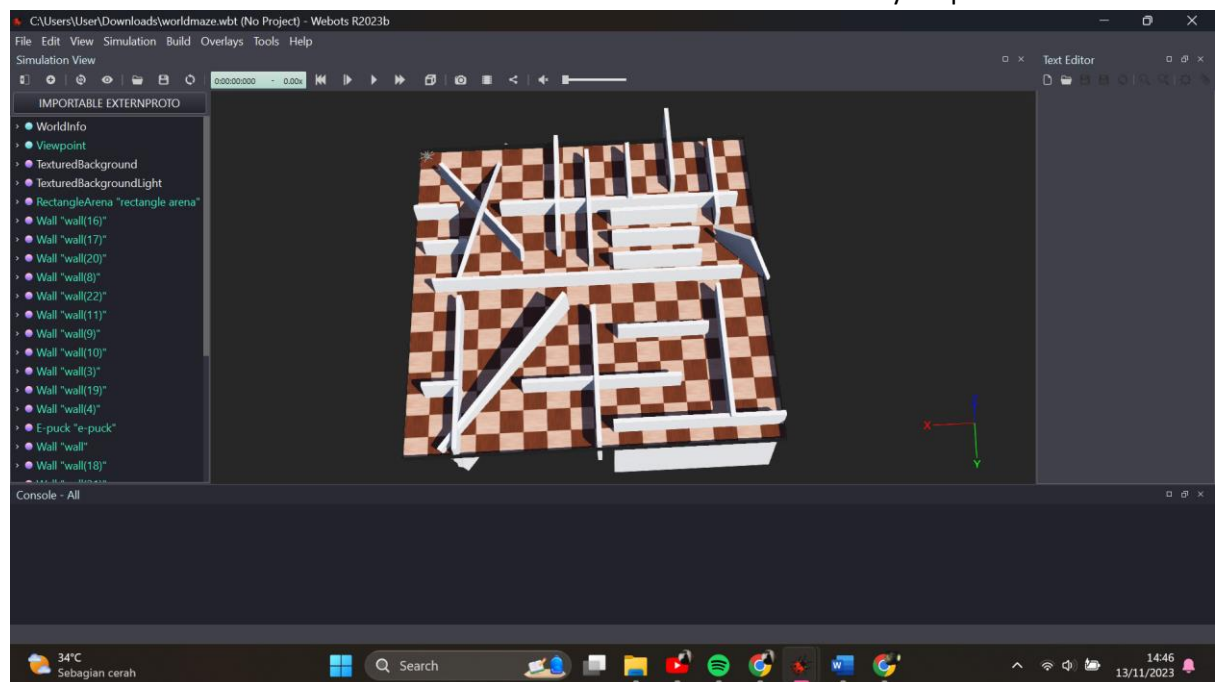 C:\Users\User\Downloads\worldmaze.wbt (No Project) - Webots R2023b
File Edit View Simulation Build Overlays Tools Help
Simulation View
Text Editor
0:00:00:000 - 0.00x
IMPORTABLE EXTERNPROTO
WorldInfo
Viewpoint
TexturedBackground
TexturedBackgroundLight
RectangleArena "rectangle arena"
Wall "wall(16)"
Wall "wall(17)"
Wall "wall(20)"
Wall "wall(8)"
Wall "wall(22)"
Wall "wall(11)"
Wall "wall(9)"
Wall "wall(10)"
Wall "wall(3)"
Wall "wall(19)"
Wall "wall(4)"
E-puck "e-puck"
Wall "wall"
Wall "wall(18)"
X
Y
Console - All
34°C
Sebagian cerah
Search
14:46
13/11/2023